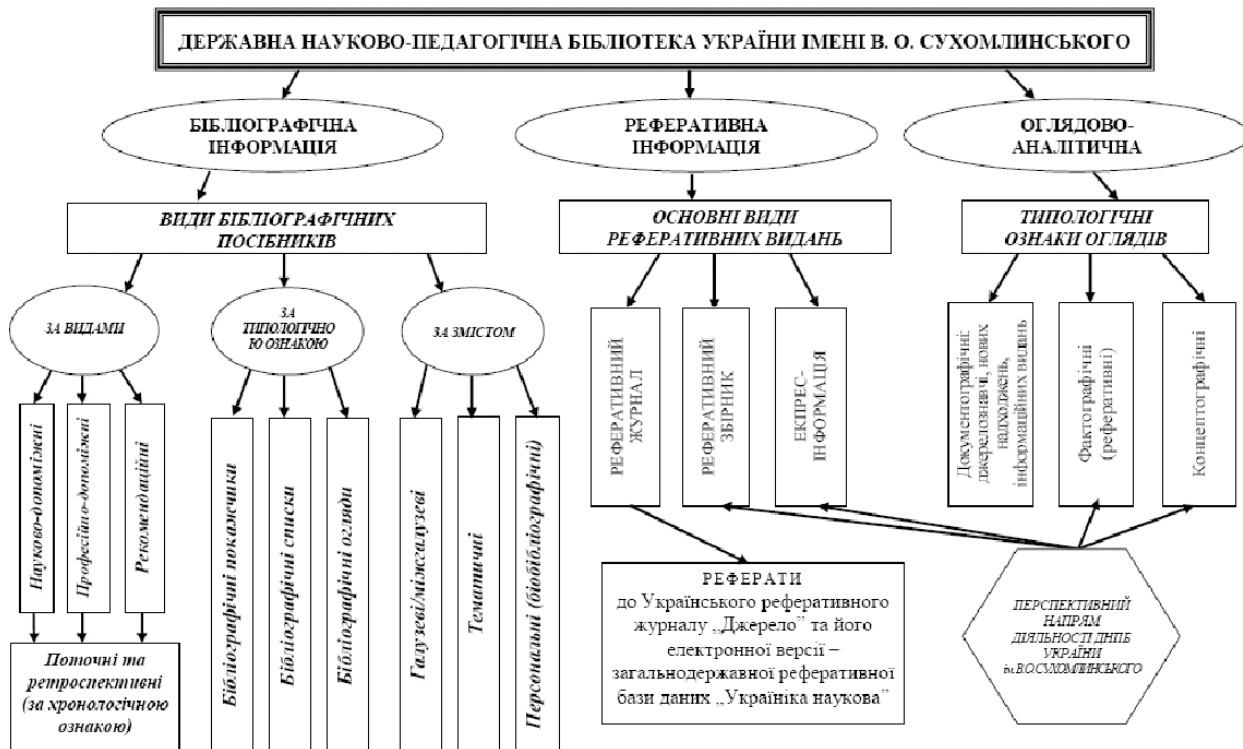 ДЕРЖАВНА НАУКОВО-ПЕДАГОГІЧНА БІБЛІОТЕКА УКРАЇНИ ІМЕНІ В. О. СУХОМЛИНСЬКОГО
БІБЛІОГРАФІЧНА
ІНФОРМАЦІЯ
РЕФЕРАТИВНА
ІНФОРМАЦІЯ
ОГЛЯДОВО-
АНАЛІТИЧНА
ВИДИ БІБЛІОГРАФІЧНИХ
ПОСІБНИКІВ
ОСНОВНІ ВИДИ
РЕФЕРАТИВНИХ ВИДАНЬ
ТИПОЛОГІЧНІ
ОЗНАКИ ОГЛЯДІВ
ЗА ВИДАМИ
ЗА
ТИПОЛОГІЧНО
Ю ОЗНАКОЮ
ЗА ЗМІСТОМ
Науково-допоміжні
Професійно-допоміжні
Рекомендаційні
Поточні та
ретроспективні
(за хронологічною
ознакою)
Бібліографічні покажчики
Бібліографічні списки
Бібліографічні огляди
Галузеві/міжгалузеві
Тематичні
Персональні (біобібліографічні)
РЕФЕРАТИВНИЙ
ЖУРНАЛ
РЕФЕРАТИВНИЙ
ЗБІРНИК
ЕКПРЕС-
ІНФОРМАЦІЯ
Документографічні:
джерелознавчі, нових
надходжень,
інформаційних видань
Фактографічні
(реферативні)
Концептографічні
РЕФЕРАТИ
до Українського реферативного
журналу „Джерело” та його
електронної версії –
загальнодержавної реферативної
бази даних „Україніка наукова”
ПЕРСПЕКТИВНИЙ
НАПРЯМ
ДІЯЛЬНОСТІ ДНПБ
УКРАЇНИ
ім.В.О.СУХОМЛИНСЬКОГО